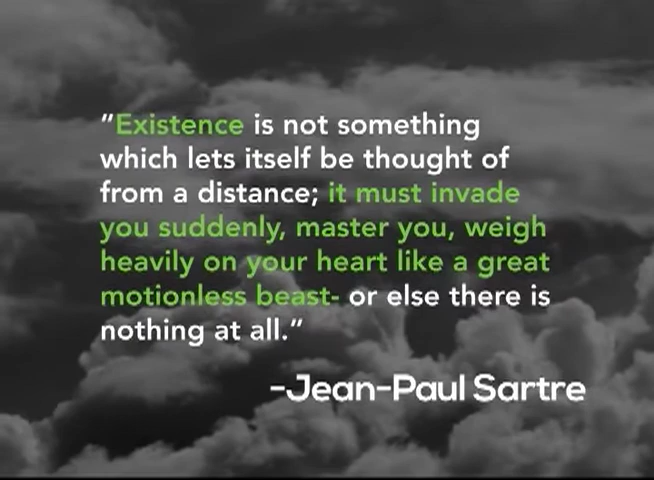 “Existence is not something
which lets itself be thought of
from a distance; it must invade
you suddenly, master you, weigh
heavily on your heart like a great
motionless beast- or else there is
nothing at all.”
-Jean-Paul Sartre